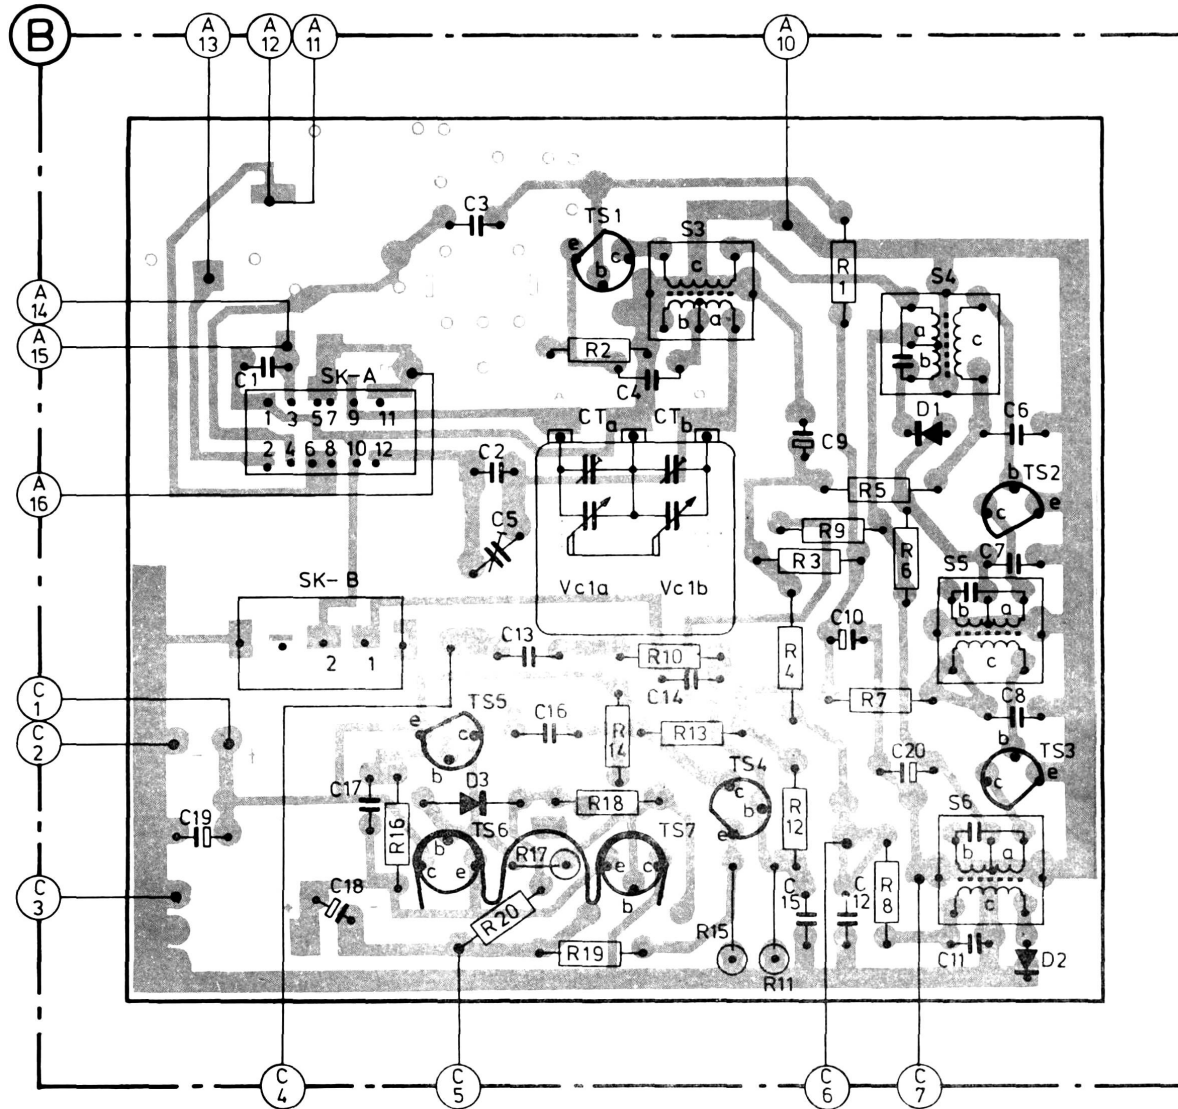 B
A 13
A 12
A 11
A 10
C3
TS1
e
b
c
S3
c
b
a
R 1
S4
a
b
c
A 14
A 15
A 16
C1
SK-A
1 3 5 7 9 11
2 4 6 8 10 12
R2
C4
CTa
CTb
C2
C5
C9
D1
C6
R5
TS2
b
c
e
R9
R3
R 6
C7
S5
b
a
c
Vc1a
Vc1b
SK-B
2 1
C13
R10
C14
R 4
C10
R7
C8
C 1
C 2
TS5
e
c
b
C16
R 14
R13
TS4
c
b
e
C20
b
TS3
c
e
C17
R16
D3
R18
R 12
S6
b
a
c
C19
TS6
b
c
e
R17
TS7
e
c
b
C 3
C18
R20
R19
R15
R11
C 15
C 12
R 8
C11
D2
C 4
C 5
C 6
C 7